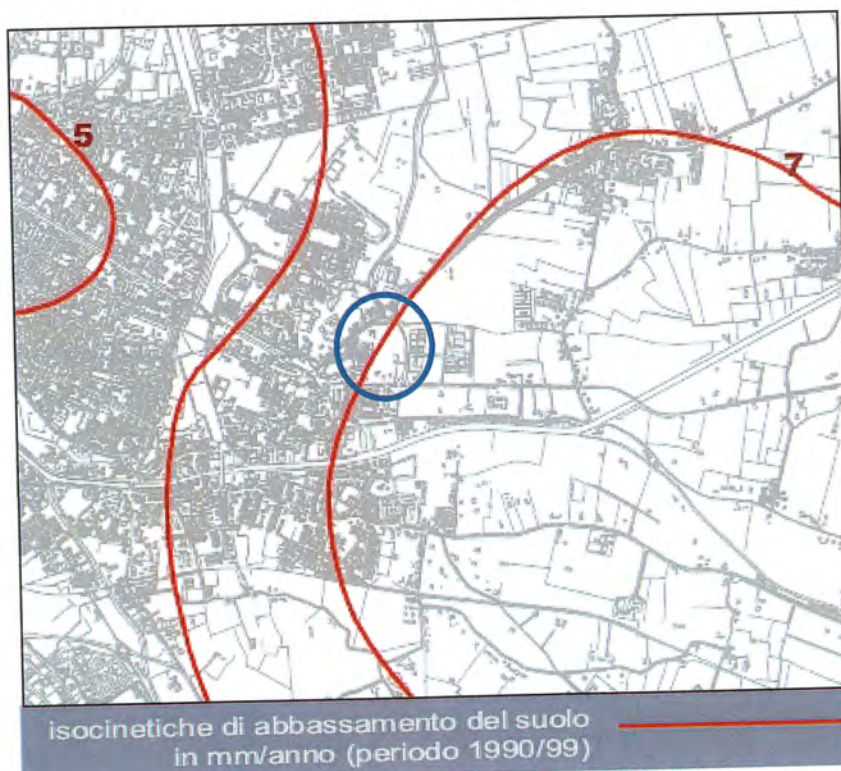 5
7
isocinetiche di abbassamento del suolo
in mm/anno (periodo 1990/99)